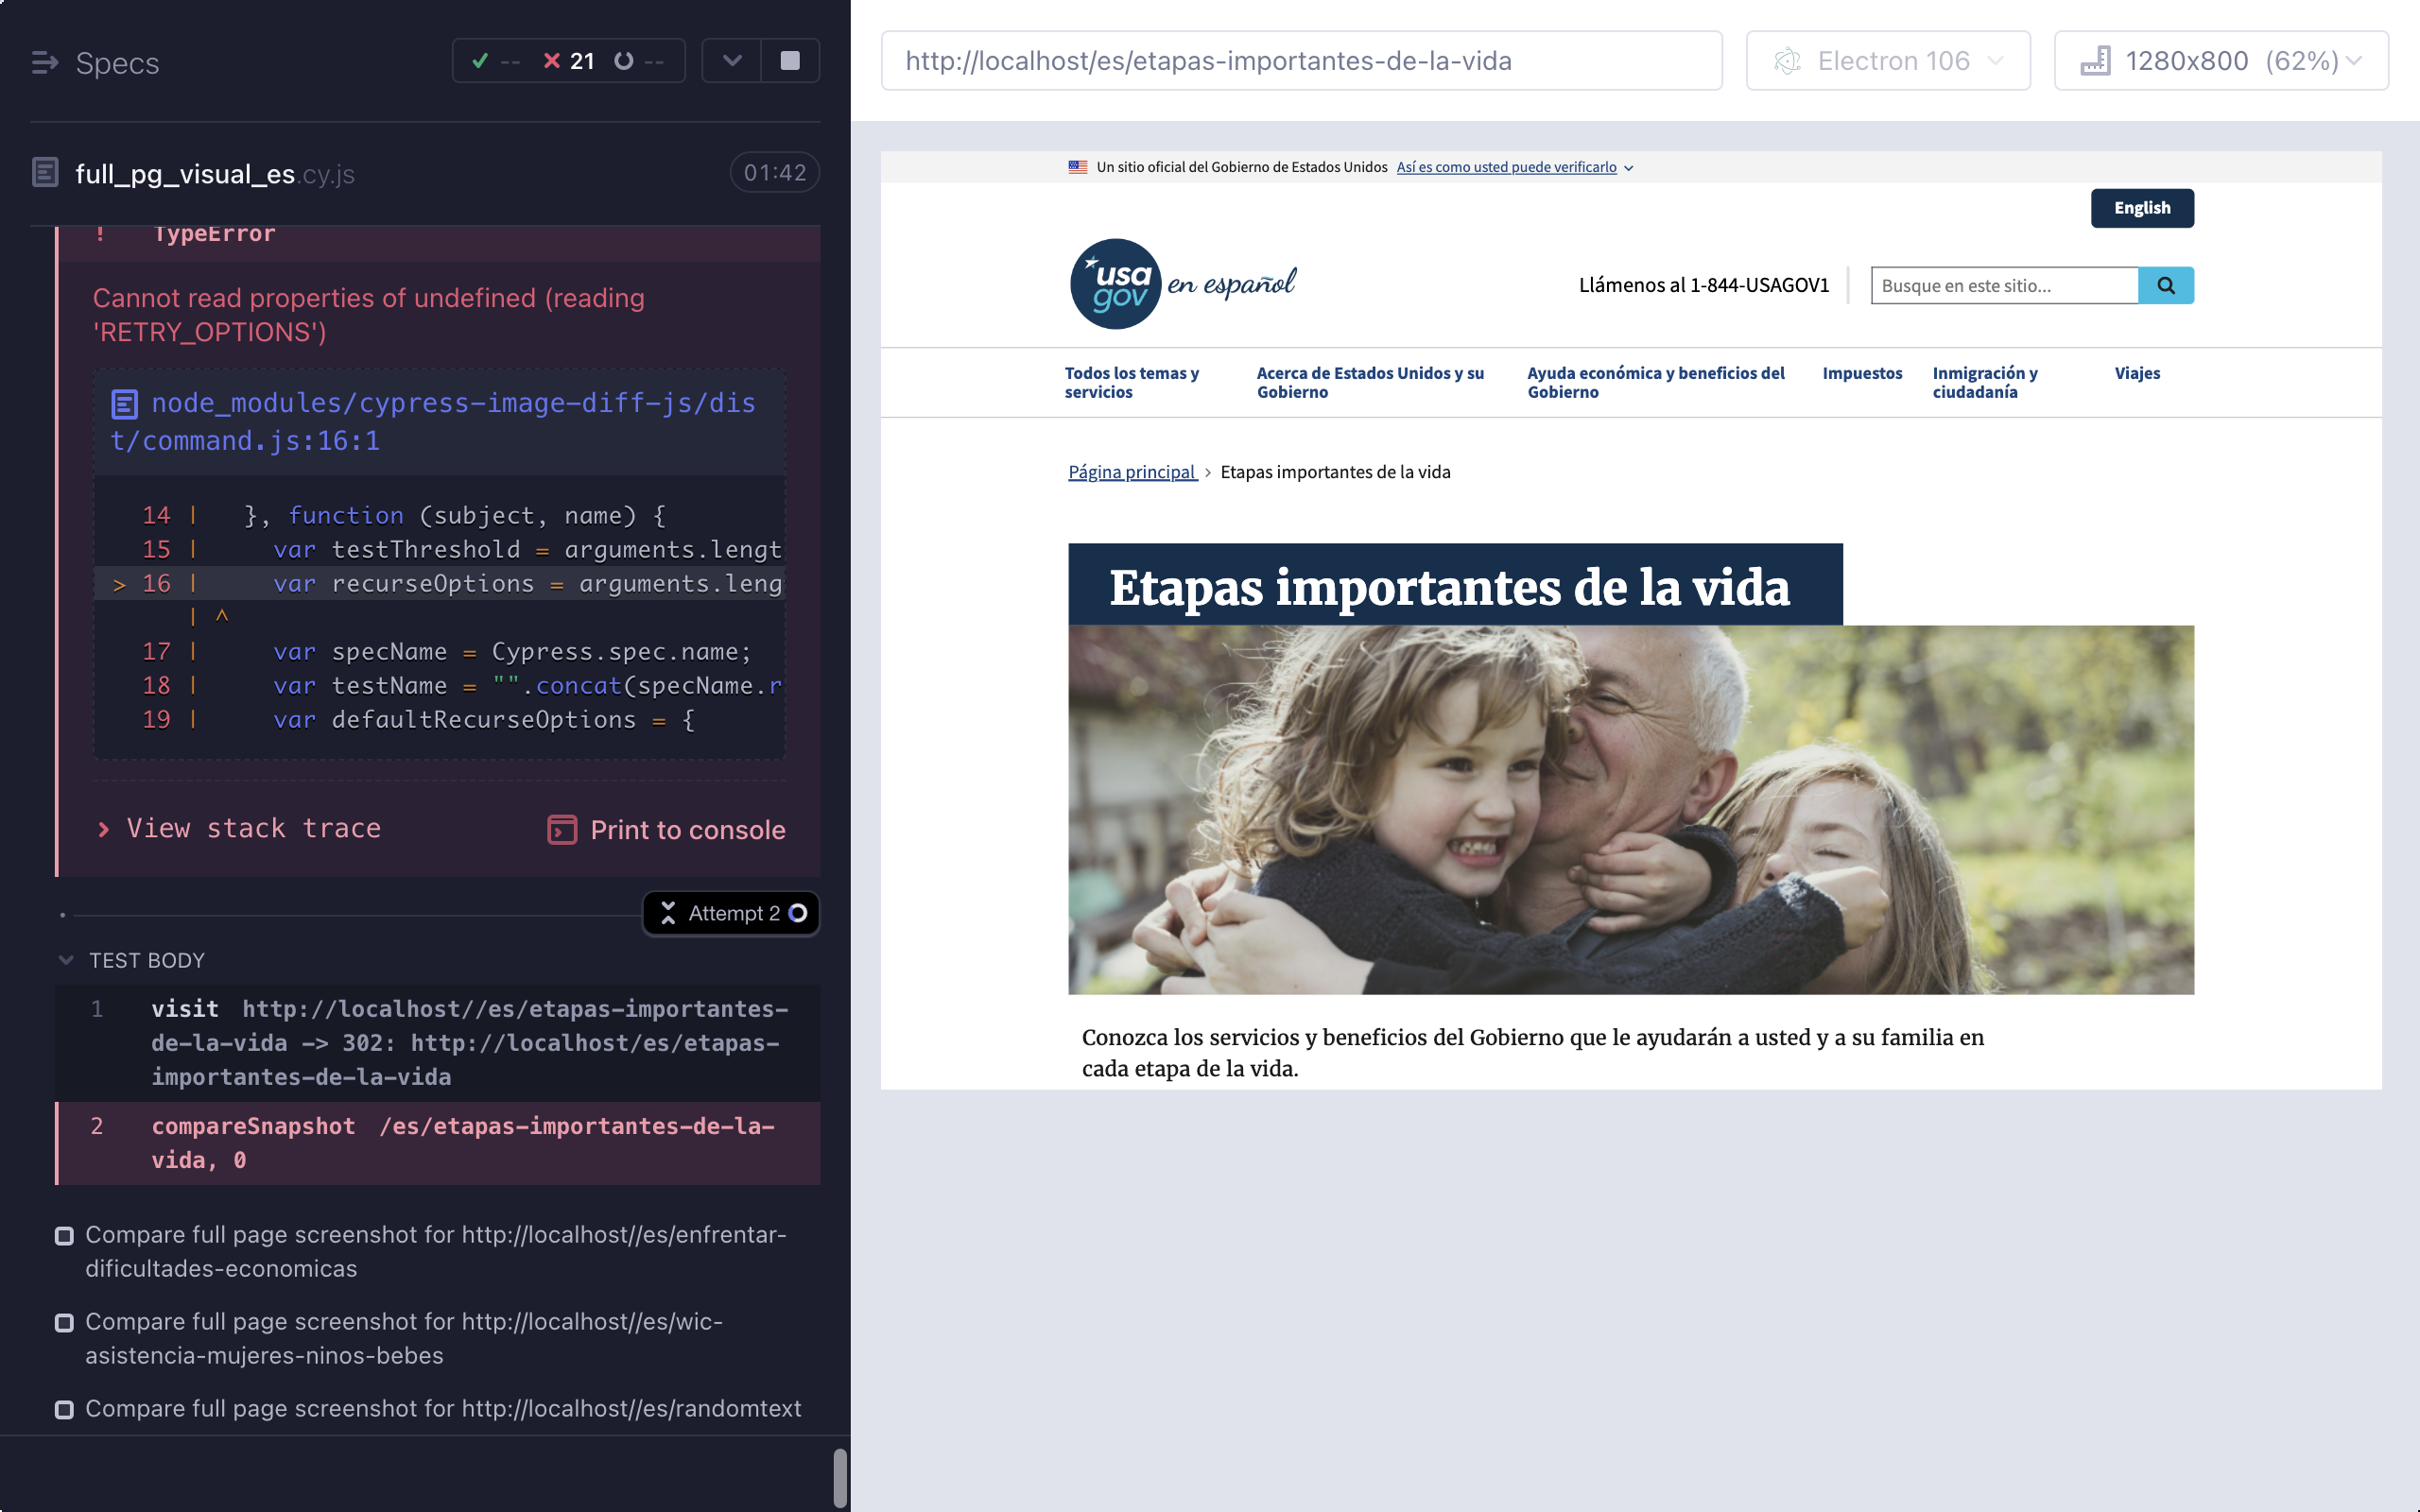 Specs
-- 21 --
full_pg_visual_es.cy.js
01:42
! TypeError
Cannot read properties of undefined (reading
'RETRY_OPTIONS')
node_modules/cypress-image-diff-js/dis
t/command.js:16:1
14 | }, function (subject, name) {
15 | var testThreshold = arguments.lengt
> 16 | var recurseOptions = arguments.leng
| ^
17 | var specName = Cypress.spec.name;
18 | var testName = "".concat(specName.r
19 | var defaultRecurseOptions = {
> View stack trace
Print to console
Attempt 2
TEST BODY
1 visit http://localhost//es/etapas-importantes-
de-la-vida -> 302: http://localhost/es/etapas-
importantes-de-la-vida
2 compareSnapshot /es/etapas-importantes-de-la-
vida, 0
Compare full page screenshot for http://localhost//es/enfrentar-
dificultades-economicas
Compare full page screenshot for http://localhost//es/wic-
asistencia-mujeres-ninos-bebes
Compare full page screenshot for http://localhost//es/randomtext
http://localhost/es/etapas-importantes-de-la-vida
Electron 106
1280x800 (62%)
Un sitio oficial del Gobierno de Estados Unidos Así es como usted puede verificarlo
English
usa
gov
en español
Llámenos al 1-844-USAGOV1
Busque en este sitio...
Todos los temas y
servicios
Acerca de Estados Unidos y su
Gobierno
Ayuda económica y beneficios del
Gobierno
Impuestos
Inmigración y
ciudadanía
Viajes
Página principal › Etapas importantes de la vida
Etapas importantes de la vida
Conozca los servicios y beneficios del Gobierno que le ayudarán a usted y a su familia en
cada etapa de la vida.